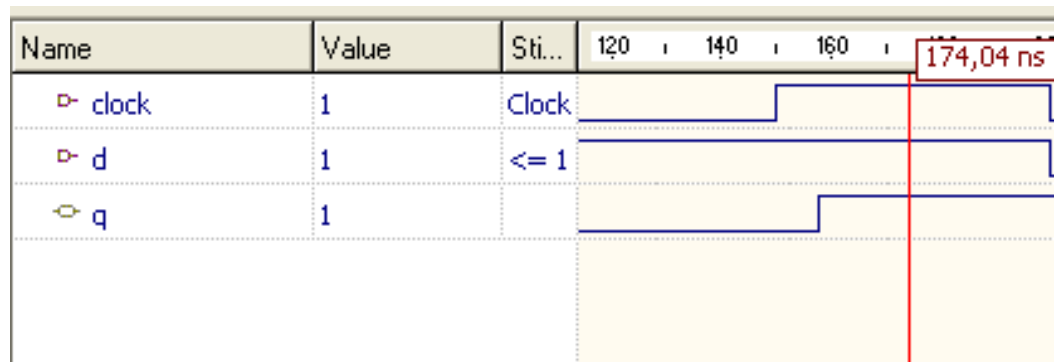 Name Value Sti... 120 140 160
174,04 ns
clock 1 Clock
d 1 <= 1
q 1